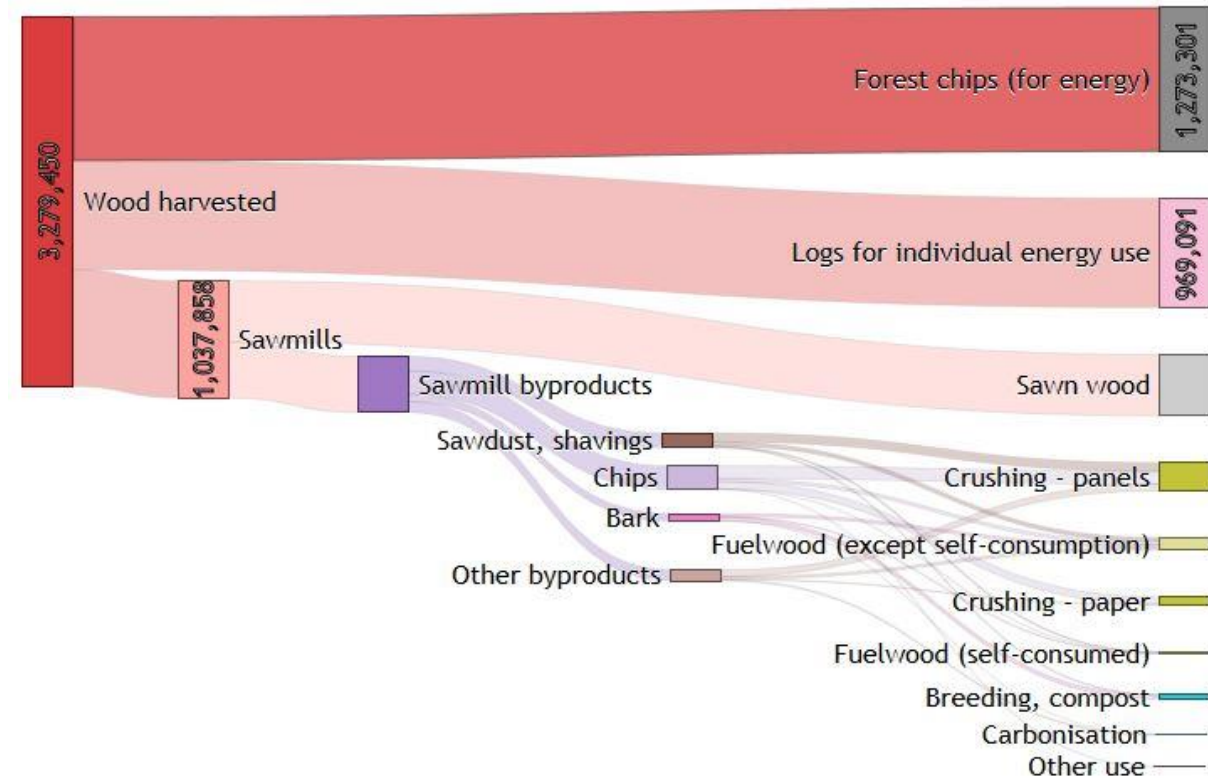 Forest chips (for energy)
1,273,301
3,279,450
Wood harvested
Logs for individual energy use
969,091
1,037,858
Sawmills
Sawmill byproducts
Sawn wood
Sawdust, shavings
Chips
Crushing - panels
Bark
Fuelwood (except self-consumption)
Other byproducts
Crushing - paper
Fuelwood (self-consumed)
Breeding, compost
Carbonisation
Other use